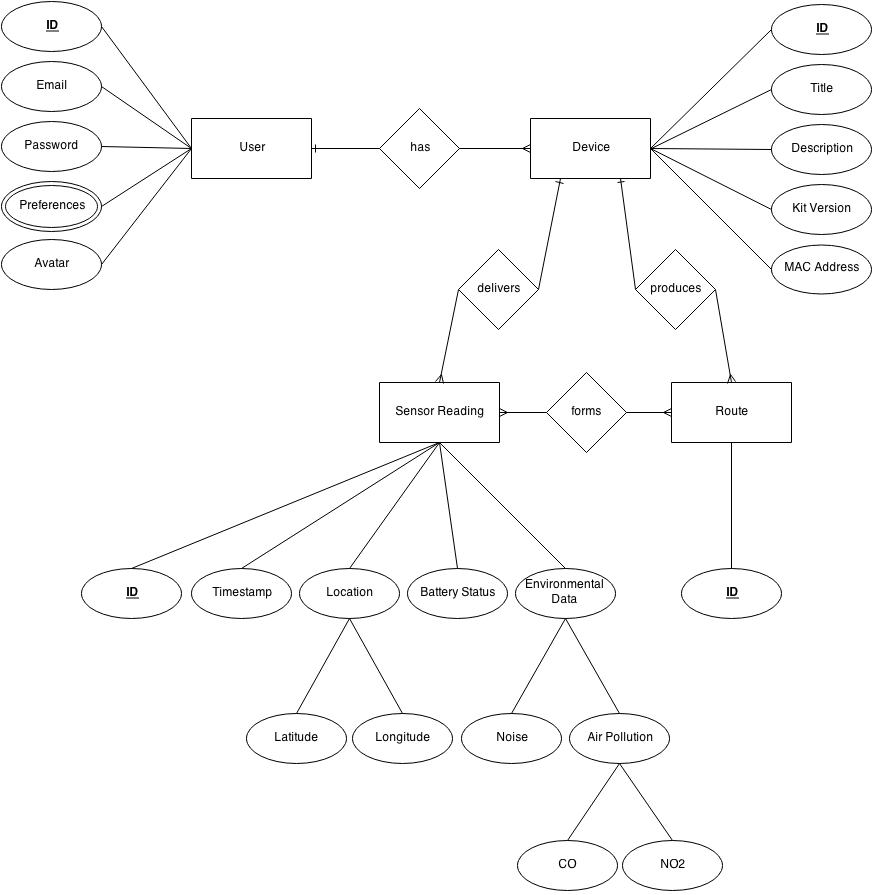 ID
ID
Email
Title
Password
User
has
Device
Description
Preferences
Kit Version
Avatar
MAC Address
delivers
produces
Sensor Reading
forms
Route
ID
Timestamp
Location
Battery Status
Environmental
Data
ID
Latitude
Longitude
Noise
Air Pollution
CO
NO2